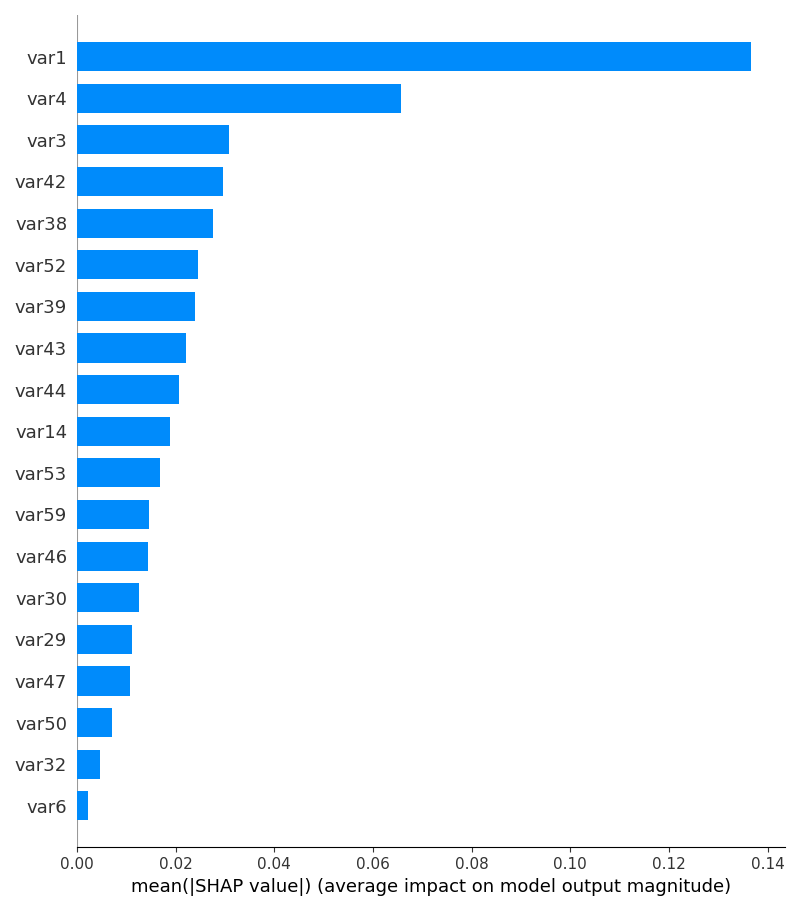 var1
var4
var3
var42
var38
var52
var39
var43
var44
var14
var53
var59
var46
var30
var29
var47
var50
var32
var6
0.00 0.02 0.04 0.06 0.08 0.10 0.12 0.14
mean(|SHAP value|) (average impact on model output magnitude)